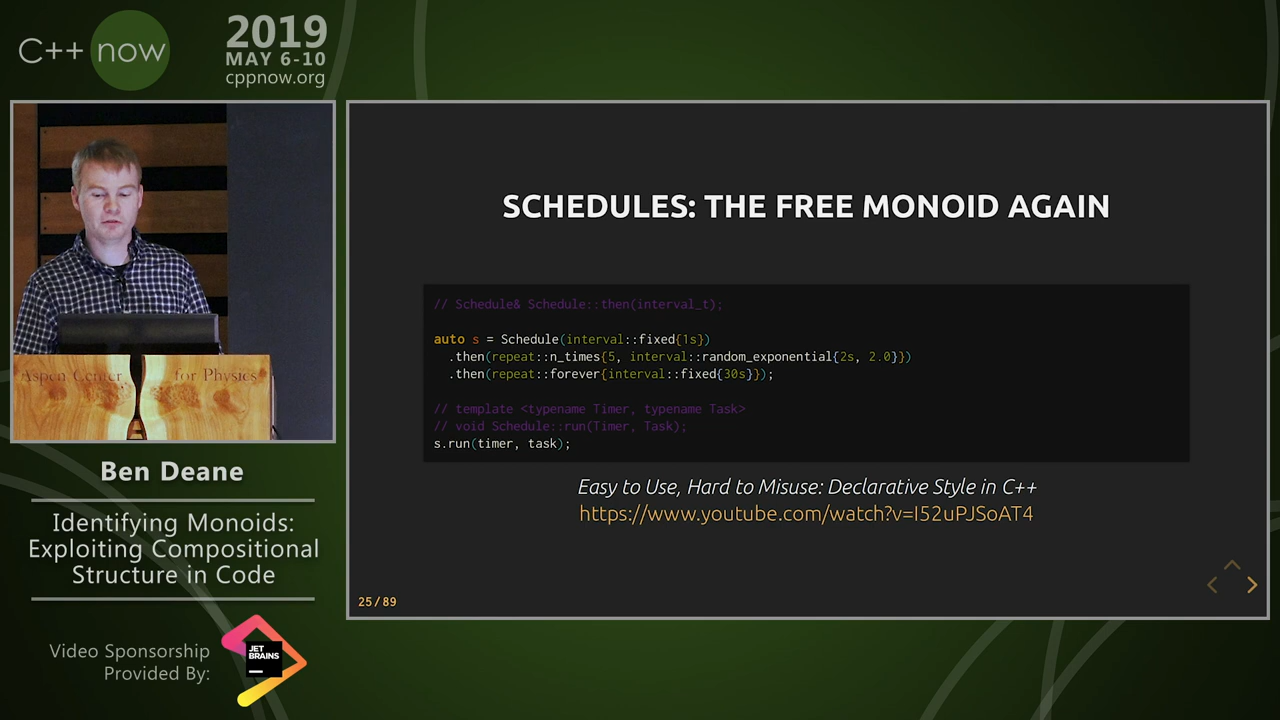 C++ now
2019
MAY 6-10
cppnow.org
Aspen Center for Physics
Ben Deane
Identifying Monoids:
Exploiting Compositional
Structure in Code
Video Sponsorship
Provided By:
JET
BRAINS
SCHEDULES: THE FREE MONOID AGAIN
// Schedule& Schedule::then(interval_t);
auto s = Schedule(interval::fixed{1s})
.then(repeat::n_times{5, interval::random_exponential{2s, 2.0}})
.then(repeat::forever{interval::fixed{30s}});
// template <typename Timer, typename Task>
// void Schedule::run(Timer, Task);
s.run(timer, task);
Easy to Use, Hard to Misuse: Declarative Style in C++
https://www.youtube.com/watch?v=I52uPJSoAT4
25/89